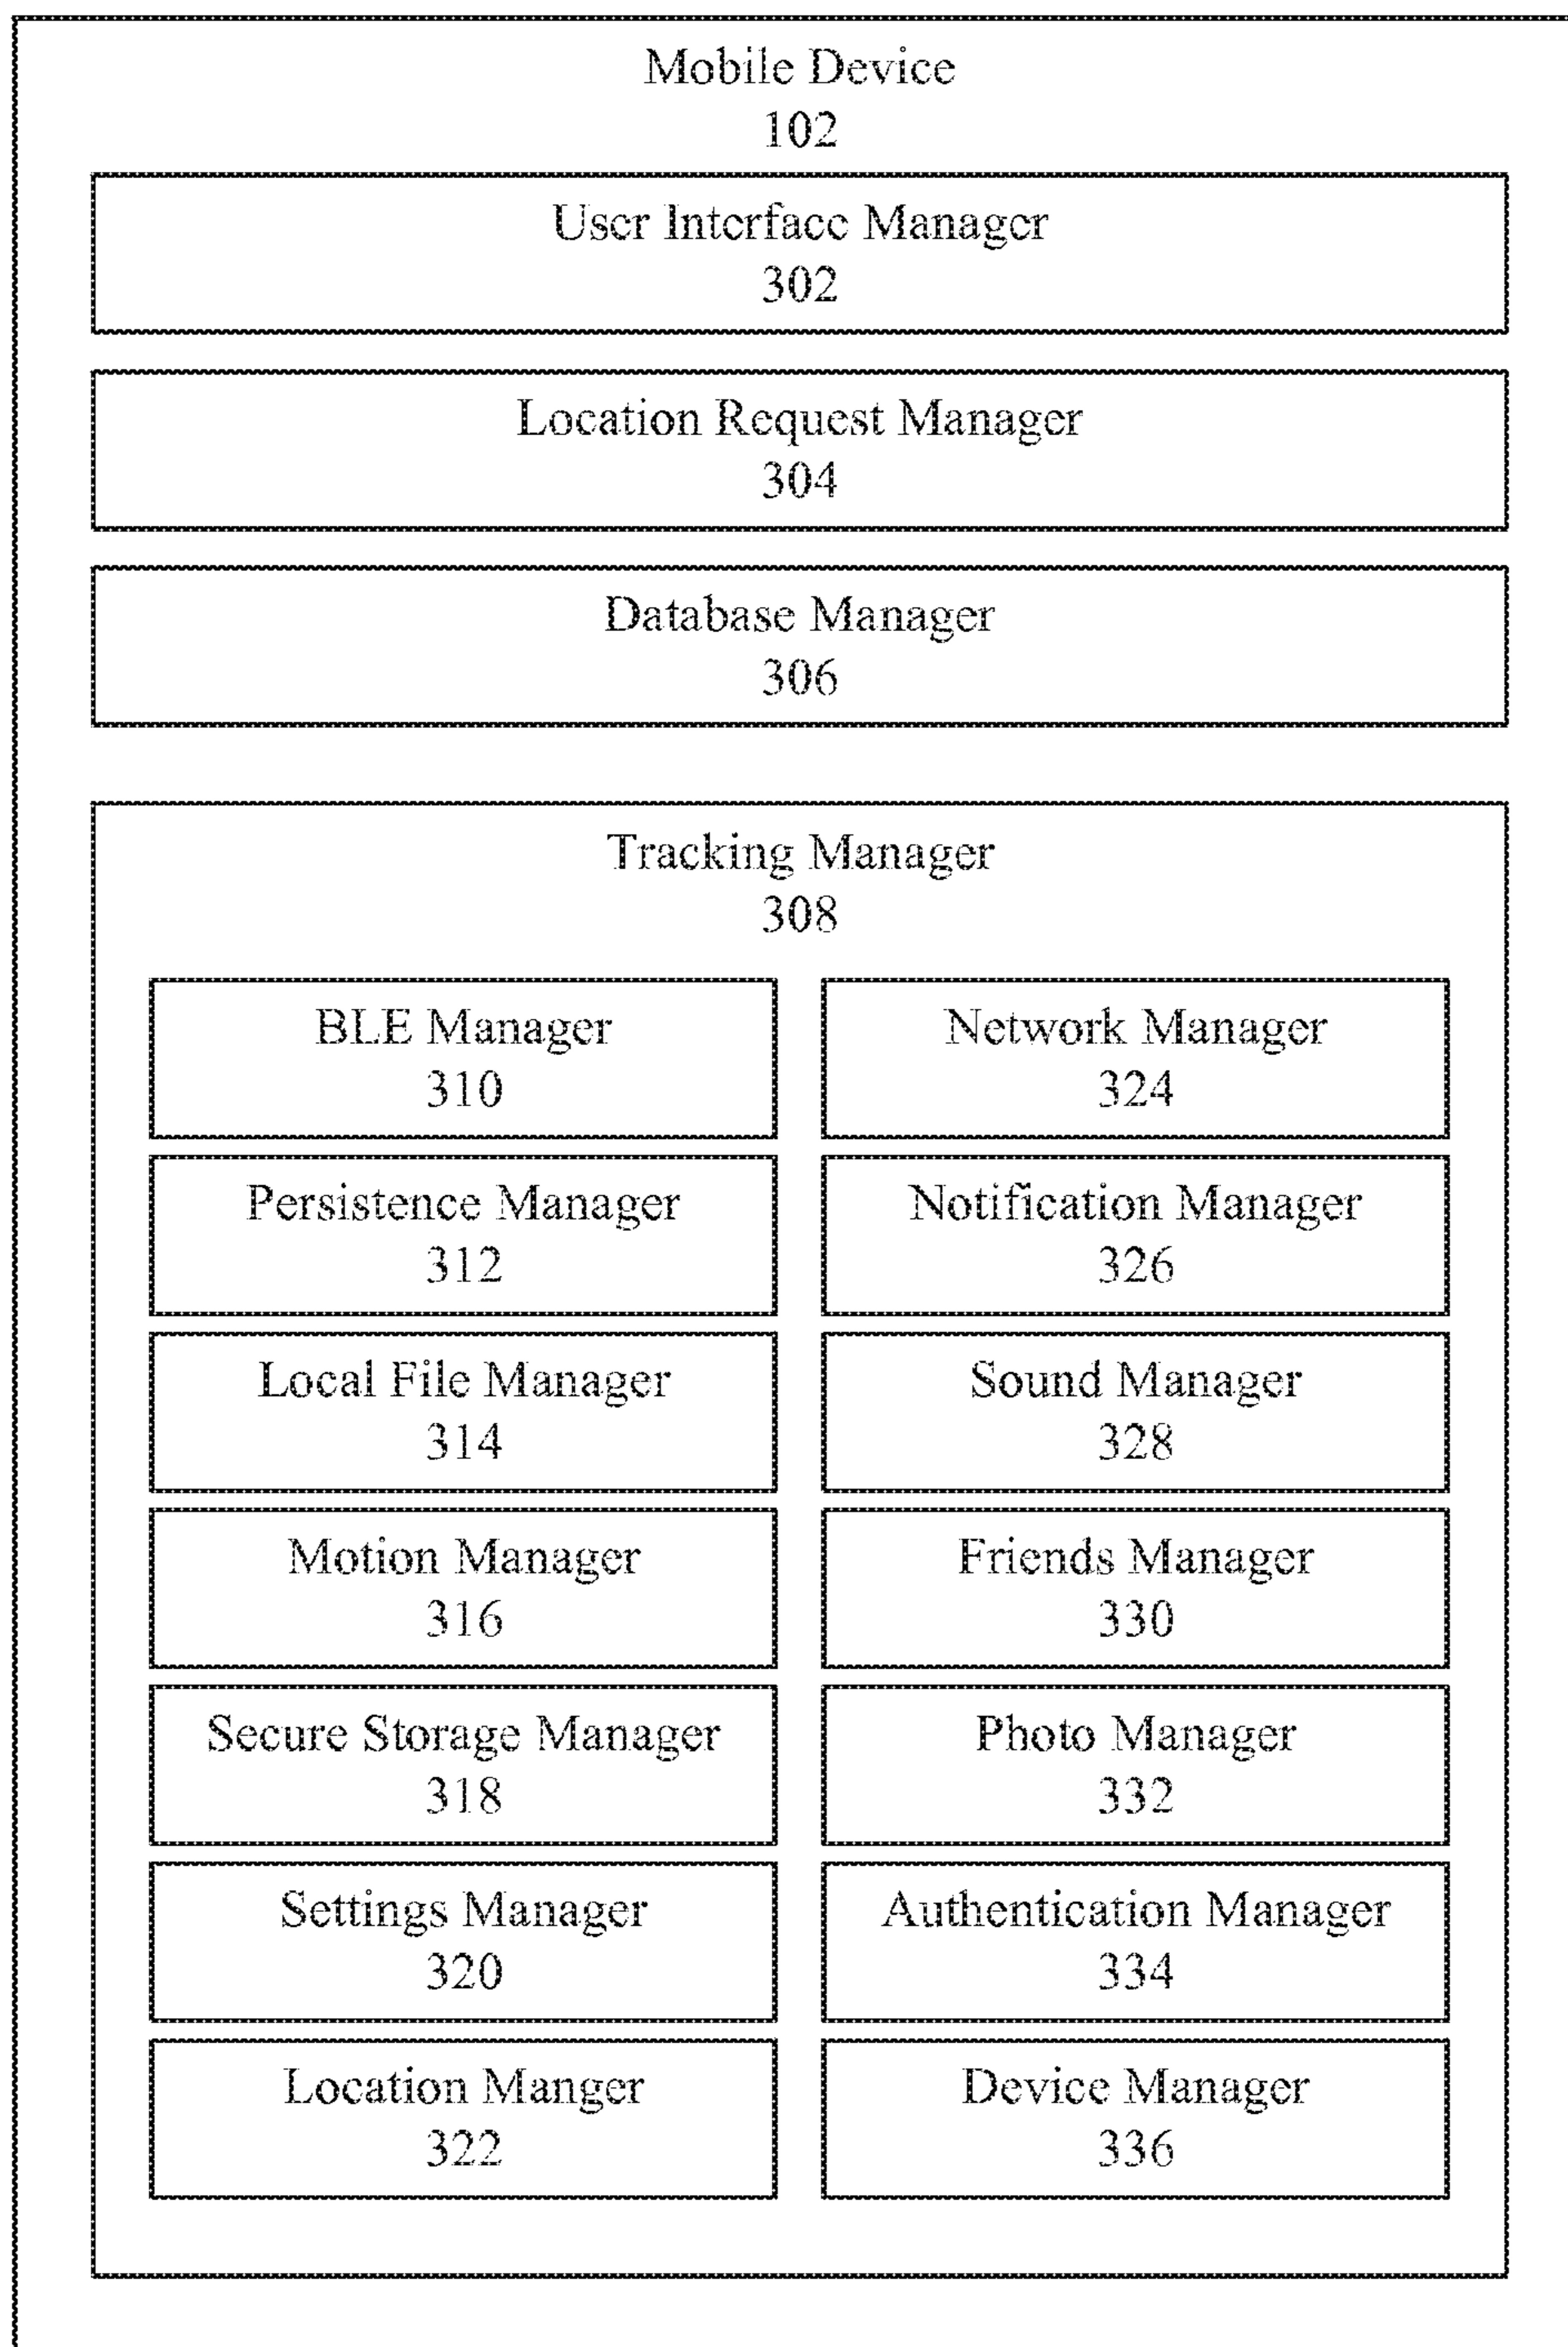 Mobile Device
102
User Interface Manager
302
Location Request Manager
304
Database Manager
306
Tracking Manager
308
BLE Manager
310
Network Manager
324
Persistence Manager
312
Notification Manager
326
Local File Manager
314
Sound Manager
328
Motion Manager
316
Friends Manager
330
Secure Storage Manager
318
Photo Manager
332
Settings Manager
320
Authentication Manager
334
Location Manger
322
Device Manager
336